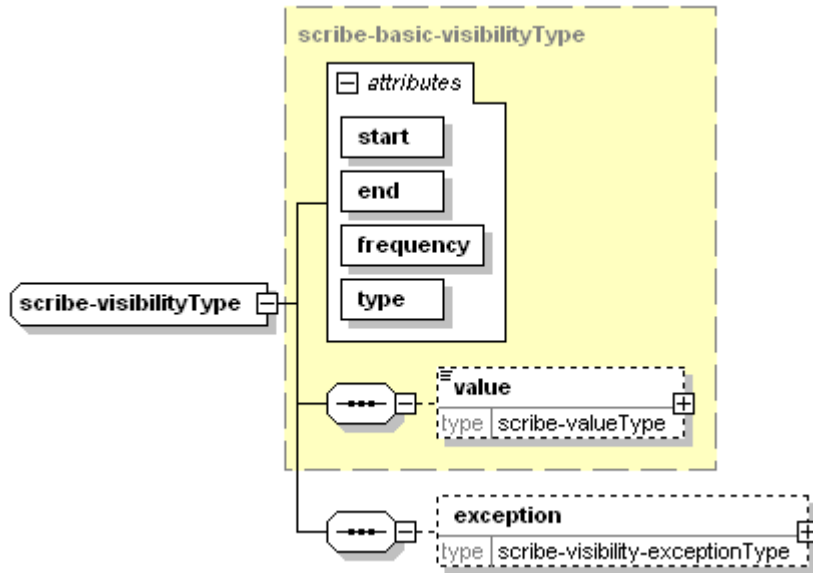 scribe-basic-visibilityType
attributes
start
end
frequency
type
scribe-visibilityType
value
type scribe-valueType
exception
type scribe-visibility-exceptionType